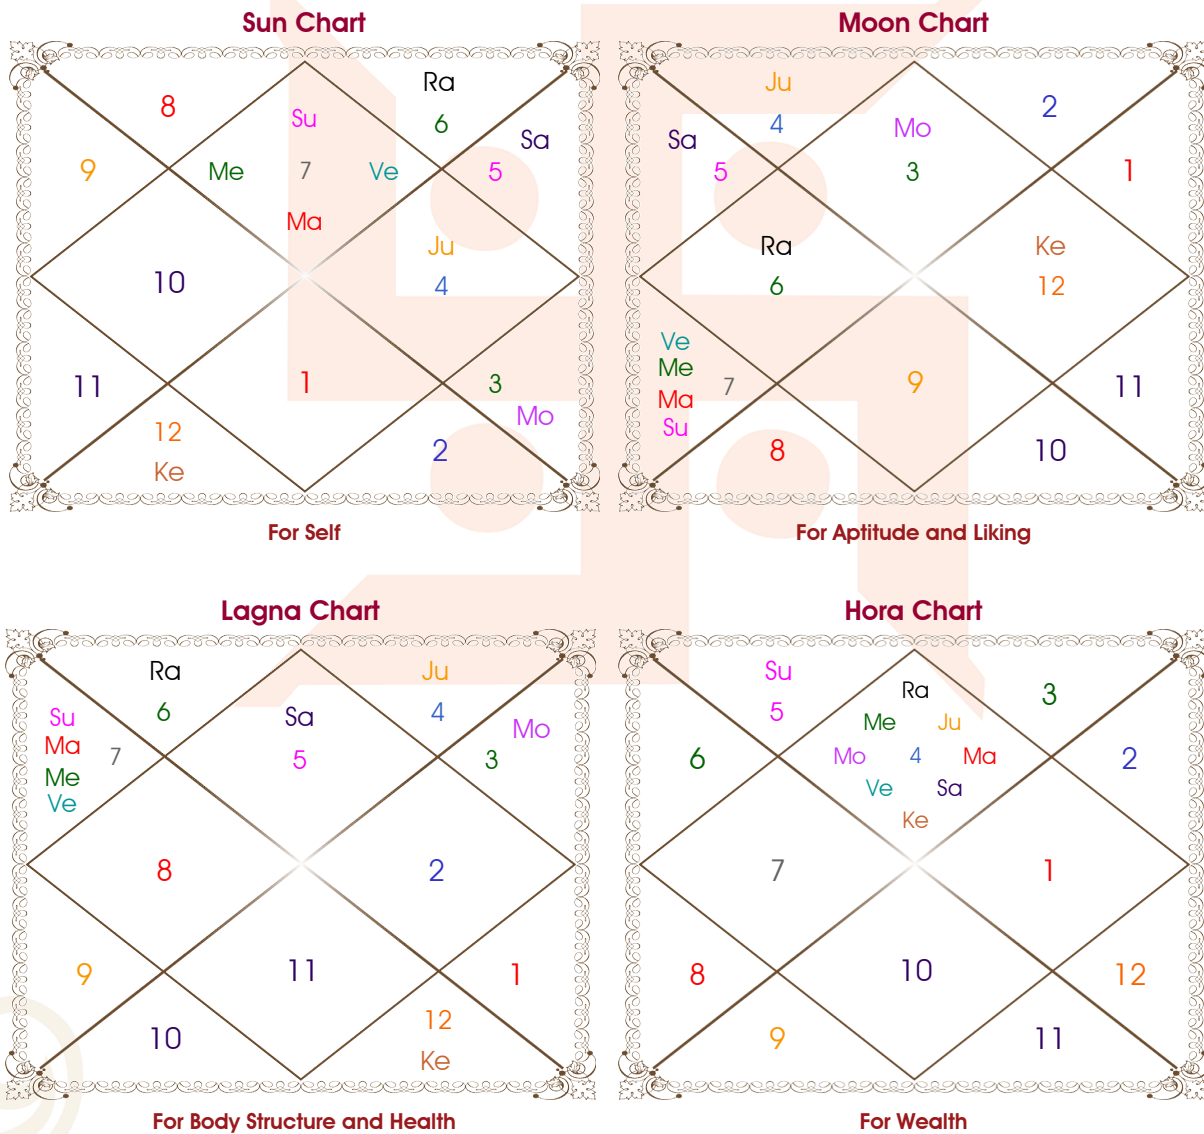 Sun Chart
8
Ra
Su
6
Sa
9
Me
7
Ve
5
Ma
Ju
10
4
11
1
3
Mo
12
2
Ke
For Self
Moon Chart
Ju
2
4
Mo
Sa
5
3
1
Ra
Ke
6
12
Ve
Me
7
9
11
Ma
Su
8
10
For Aptitude and Liking
Lagna Chart
Ra
Ju
6
Su
Sa
4
Mo
Ma
7
5
3
Me
Ve
8
2
9
11
1
10
12
Ke
For Body Structure and Health
Hora Chart
Su
Ra
3
5
Me
Ju
6
Mo
4
Ma
2
Ve
Sa
Ke
7
1
8
10
12
9
11
For Wealth